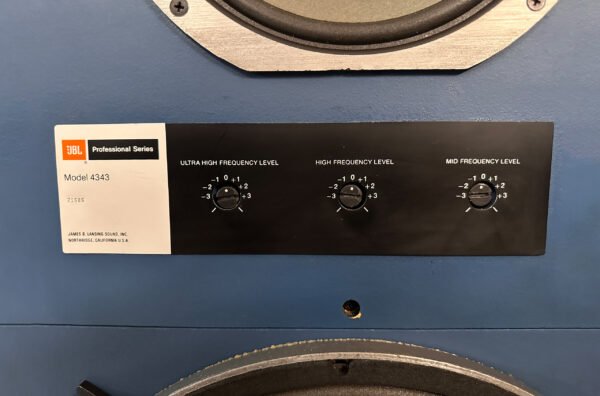 JBL Professional Series
Model 4343
JAMES B. LANSING SOUND, INC.
NORTHRIDGE, CALIFORNIA U.S.A.
ULTRA HIGH FREQUENCY LEVEL
-1 0 +1
-2 +2
-3 +3
HIGH FREQUENCY LEVEL
-1 0 +1
-2 +2
-3 +3
MID FREQUENCY LEVEL
-1 0 +1
-2 +2
-3 +3